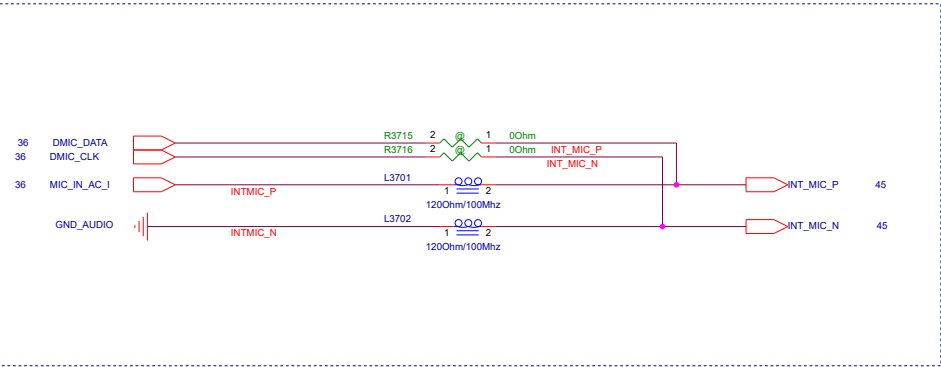 R3715 2 @ 1 0Ohm
36 DMIC_DATA
R3716 2 @ 1 0Ohm INT_MIC_P
36 DMIC_CLK
INT_MIC_N
36 MIC_IN_AC_I INTMIC_P L3701 1 2 INT_MIC_P 45
120Ohm/100Mhz
GND_AUDIO INTMIC_N L3702 1 2 INT_MIC_N 45
120Ohm/100Mhz